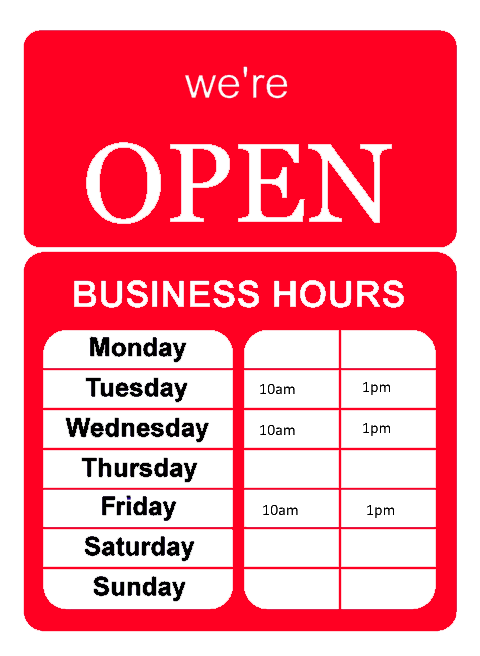 we're
OPEN
BUSINESS HOURS
Monday
Tuesday 10am 1pm
Wednesday 10am 1pm
Thursday
Friday 10am 1pm
Saturday
Sunday